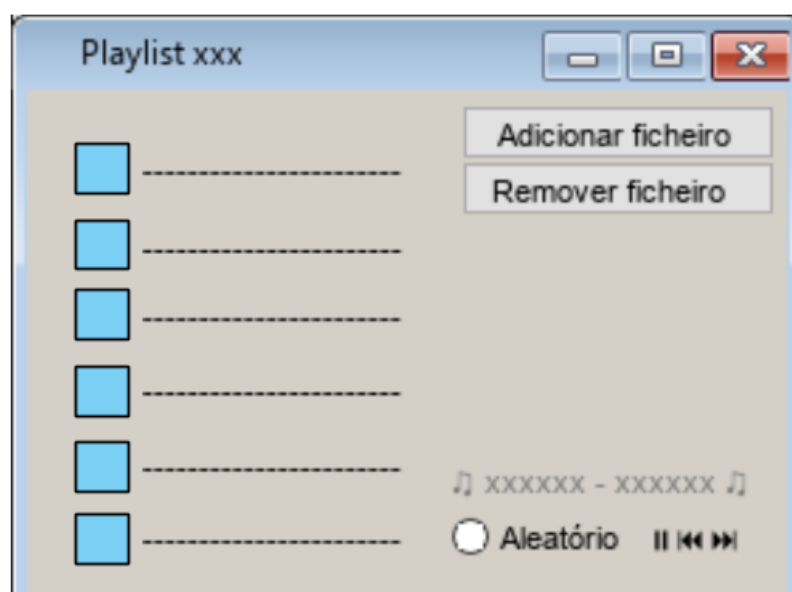 Playlist xxx
Adicionar ficheiro
Remover ficheiro
♫ xxxxxx - xxxxxx ♫
Aleatório